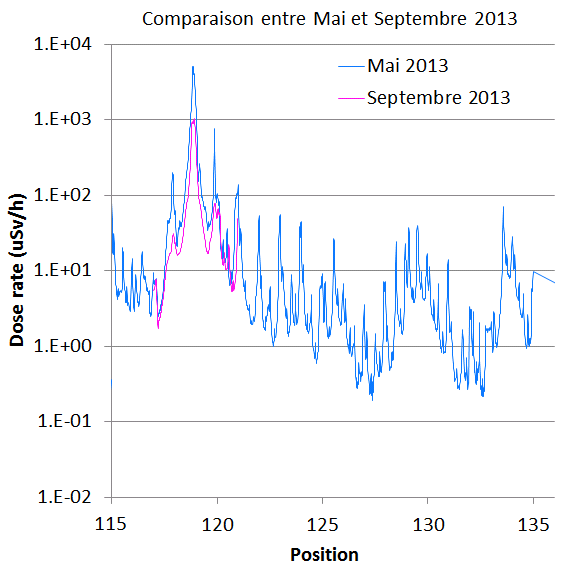 Comparaison entre Mai et Septembre 2013
1.E+04
1.E+03
1.E+02
1.E+01
1.E+00
1.E-01
1.E-02
Dose rate (uSv/h)
Mai 2013
Septembre 2013
115 120 125 130 135
Position